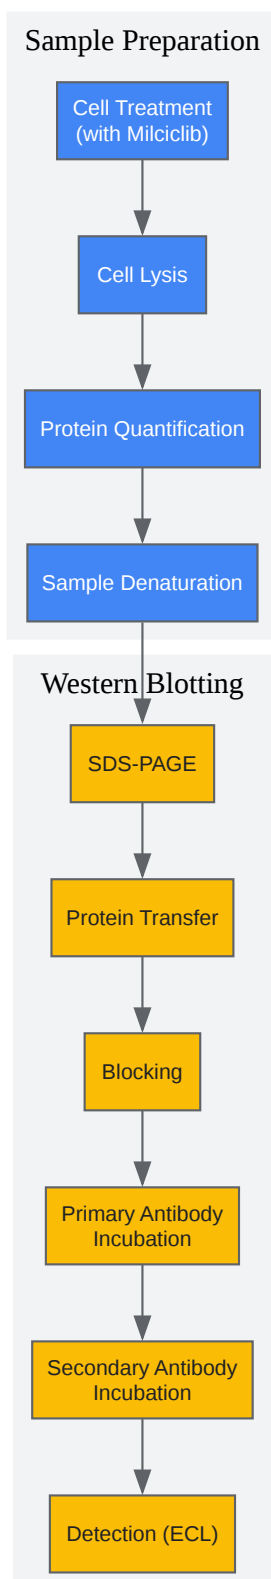 Sample Preparation
Cell Treatment
(with Milciclib)
Cell Lysis
Protein Quantification
Sample Denaturation
Western Blotting
SDS-PAGE
Protein Transfer
Blocking
Primary Antibody
Incubation
Secondary Antibody
Incubation
Detection (ECL)